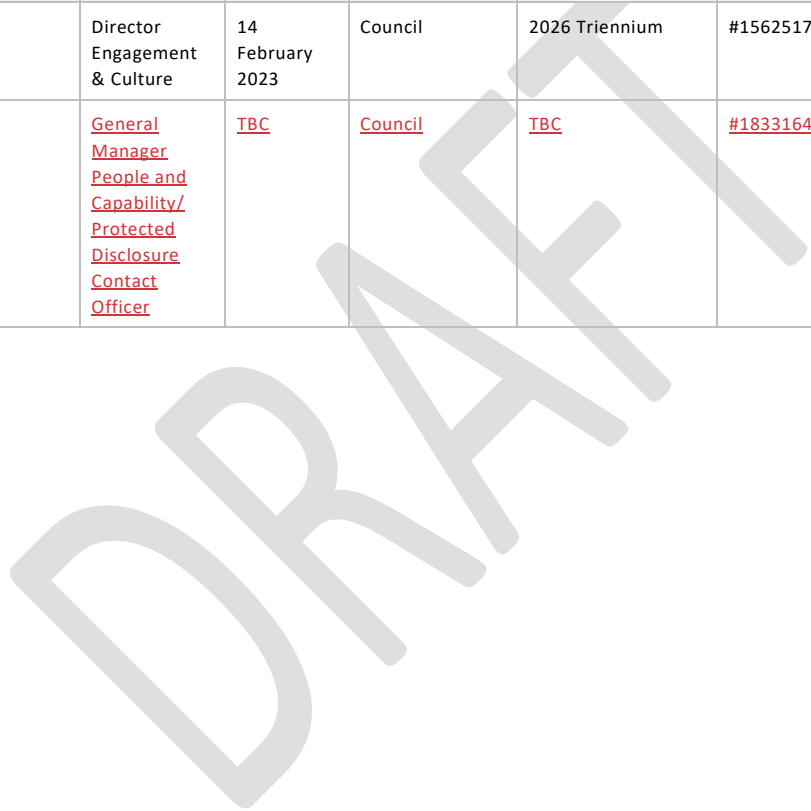 Director 14 Council 2026 Triennium #1562517
Engagement February
& Culture 2023
General TBC Council TBC #1833164
Manager
People and
Capability/
Protected
Disclosure
Contact
Officer
DRAFT